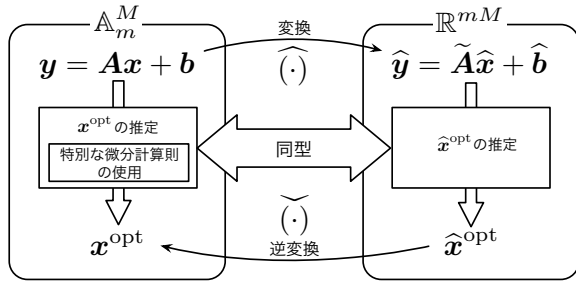 𝔸ₘᴹ
y = Ax + b
x^opt の推定
特別な微分計算則
の使用
x^opt
変換
(·)̂
同型
(·)̌
逆変換
ℝ^{mM}
ŷ = Ãx̂ + b̂
x̂^opt の推定
x̂^opt